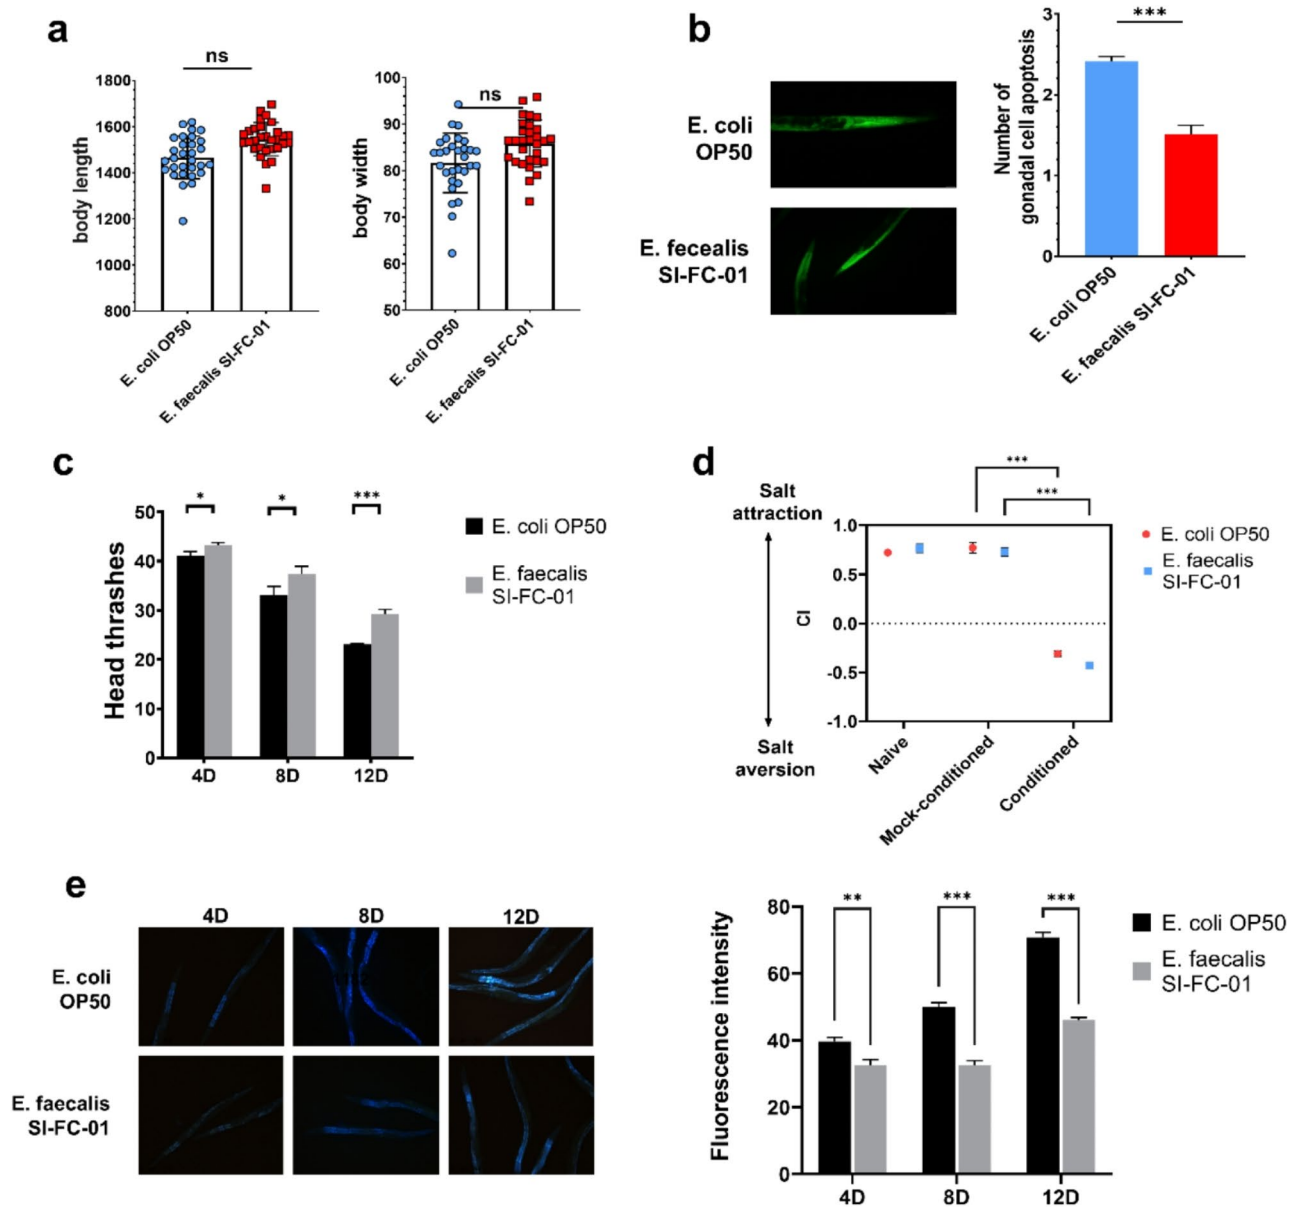 a
ns
1800
1600
1400
1200
1000
800
body length
E. coli OP50
E. faecalis SI-FC-01
ns
100
90
80
70
60
50
body width
E. coli OP50
E. faecalis SI-FC-01
b
E. coli
OP50
E. fecealis
SI-FC-01
***
3
2
1
0
Number of
gonadal cell apoptosis
E. coli OP50
E. faecalis SI-FC-01
c
*
*
***
50
40
30
20
10
0
Head thrashes
4D
8D
12D
E. coli OP50
E. faecalis
SI-FC-01
d
***
***
Salt
attraction
Salt
aversion
1.0
0.5
0.0
-0.5
-1.0
CI
Naive
Mock-conditioned
Conditioned
E. coli OP50
E. faecalis
SI-FC-01
e
4D
8D
12D
E. coli
OP50
E. faecalis
SI-FC-01
**
***
***
80
60
40
20
0
Fluorescence intensity
4D
8D
12D
E. coli OP50
E. faecalis
SI-FC-01